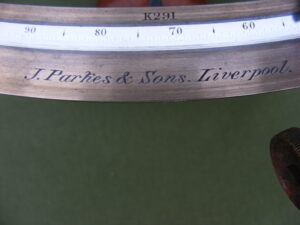 K291
90 80 70 60
J. Parkes & Sons. Liverpool.